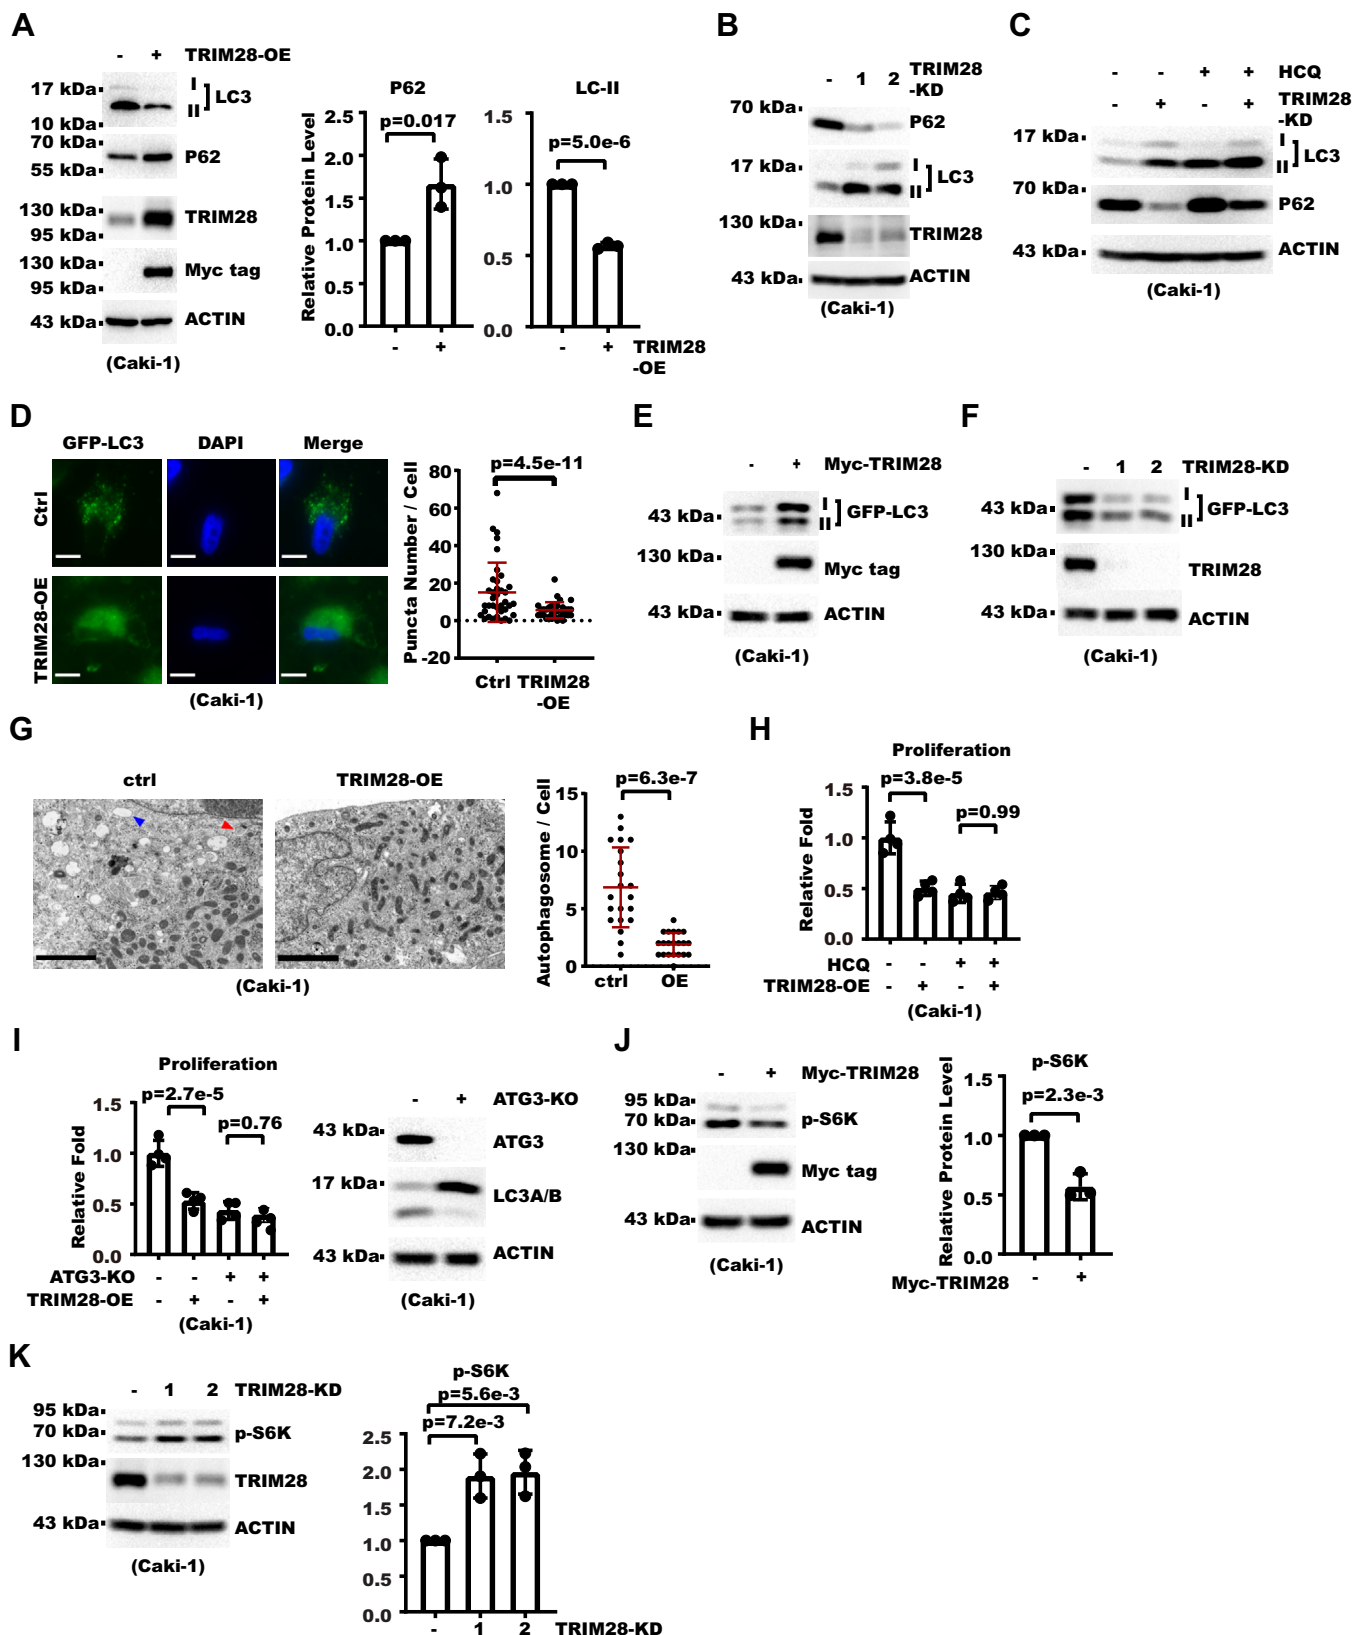 A
- + TRIM28-OE
17 kDa
I
II
LC3
10 kDa
70 kDa
P62
55 kDa
130 kDa
TRIM28
95 kDa
130 kDa
Myc tag
95 kDa
43 kDa
ACTIN
(Caki-1)
P62
LC-II
p=0.017
p=5.0e-6
Relative Protein Level
2.5
2.0
1.5
1.0
0.5
0.0
1.5
1.0
0.5
0.0
- +
- + TRIM28
-OE
B
- 1 2 TRIM28
-KD
70 kDa
P62
17 kDa
I
II
LC3
130 kDa
TRIM28
43 kDa
ACTIN
(Caki-1)
C
- - + + HCQ
- + - + TRIM28
-KD
17 kDa
I
II
LC3
70 kDa
P62
43 kDa
ACTIN
(Caki-1)
D
GFP-LC3 DAPI Merge
Ctrl
TRIM28-OE
(Caki-1)
p=4.5e-11
Puncta Number / Cell
80
60
40
20
0
-20
Ctrl TRIM28
-OE
E
- + Myc-TRIM28
I
II
GFP-LC3
43 kDa
130 kDa
Myc tag
43 kDa
ACTIN
(Caki-1)
F
- 1 2 TRIM28-KD
I
II
GFP-LC3
43 kDa
130 kDa
TRIM28
43 kDa
ACTIN
(Caki-1)
G
ctrl TRIM28-OE
(Caki-1)
p=6.3e-7
Autophagosome / Cell
15
10
5
0
ctrl OE
H
Proliferation
p=3.8e-5
p=0.99
Relative Fold
1.5
1.0
0.5
0.0
HCQ - - + +
TRIM28-OE - + - +
(Caki-1)
I
Proliferation
p=2.7e-5
p=0.76
Relative Fold
1.5
1.0
0.5
0.0
ATG3-KO - - + +
TRIM28-OE - + - +
(Caki-1)
- + ATG3-KO
43 kDa
ATG3
17 kDa
LC3A/B
43 kDa
ACTIN
(Caki-1)
J
- + Myc-TRIM28
95 kDa
70 kDa
p-S6K
130 kDa
Myc tag
43 kDa
ACTIN
(Caki-1)
p-S6K
p=2.3e-3
Relative Protein Level
1.5
1.0
0.5
0.0
Myc-TRIM28 - +
K
- 1 2 TRIM28-KD
95 kDa
70 kDa
p-S6K
130 kDa
TRIM28
43 kDa
ACTIN
(Caki-1)
p-S6K
p=5.6e-3
p=7.2e-3
2.5
2.0
1.5
1.0
0.5
0.0
- 1 2 TRIM28-KD